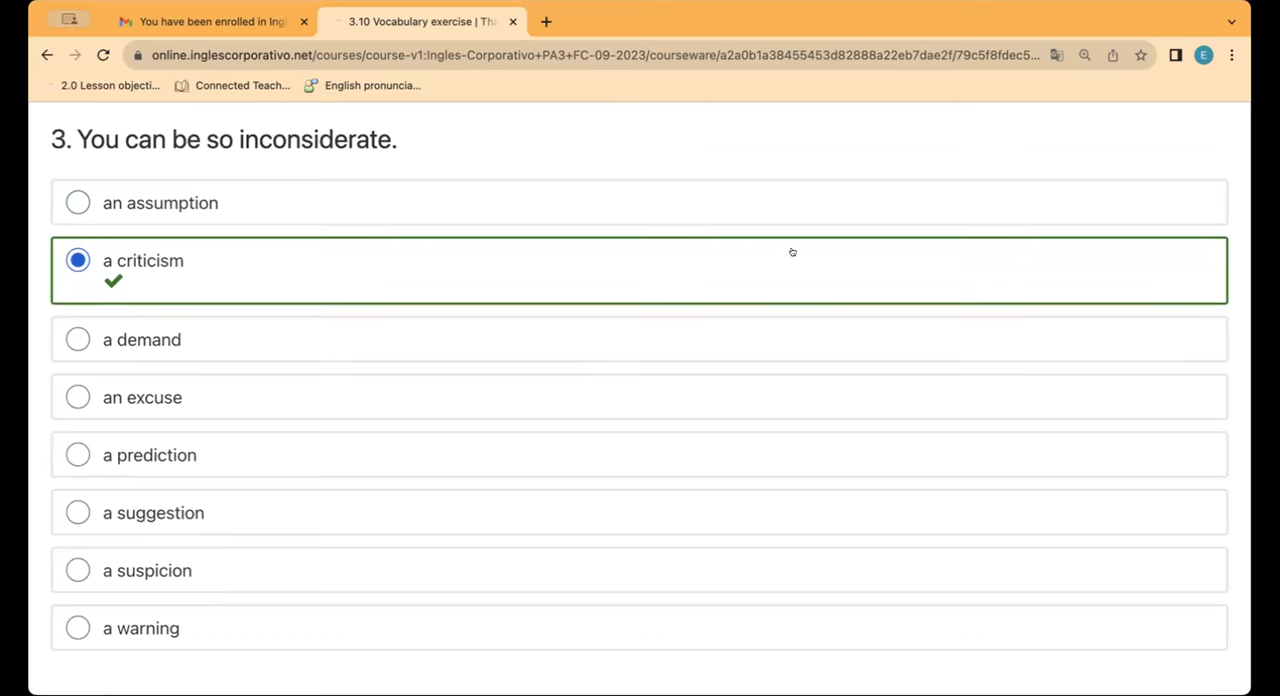 You have been enrolled in Ingl
3.10 Vocabulary exercise | Th
online.inglescorporativo.net/courses/course-v1:Ingles-Corporativo+PA3+FC-09-2023/courseware/a2a0b1a38455453d82888a22eb7dae2f/79c5f8fdec5...
E
2.0 Lesson objecti...
Connected Teach...
English pronuncia...
3. You can be so inconsiderate.
an assumption
a criticism
a demand
an excuse
a prediction
a suggestion
a suspicion
a warning